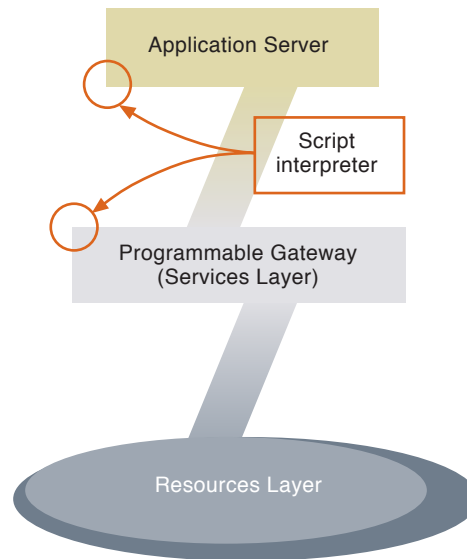 Application Server
Script
interpreter
Programmable Gateway
(Services Layer)
Resources Layer